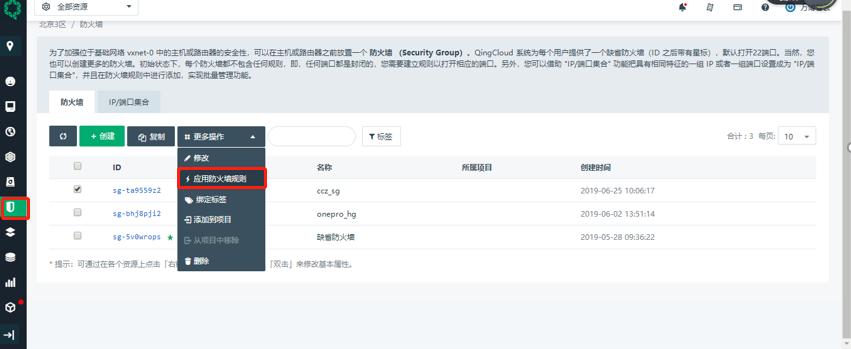 全部资源
北京3区 / 防火墙
为了加强位于基础网络 vxnet-0 中的主机或路由器的安全性，可以在主机或路由器之前放置一个 防火墙 （Security Group）。QingCloud 系统为每个用户提供了一个缺省防火墙（ID 之后带有星标），默认打开22端口。当然，您
也可以创建更多的防火墙。初始状态下，每个防火墙都不包含任何规则，即，任何端口都是封闭的，您需要建立规则以打开相应的端口。另外，您可以借助 "IP/端口集合" 功能把具有相同特征的一组 IP 或者一组端口设置成为 "IP/端
口集合"，并且在防火墙规则中进行添加，实现批量管理功能。
防火墙 IP/端口集合
+ 创建 复制 更多操作 标签 合计：3 每页: 10
修改
应用防火墙规则
绑定标签
添加到项目
从项目中移除
删除
ID 名称 所属项目 创建时间
sg-ta9559z2 ccz_sg 2019-06-25 10:06:17
sg-bhj8pji2 onepro_hg 2019-06-02 13:51:14
sg-5v0wrops ★ 缺省防火墙 2019-05-28 09:36:22
* 提示：可通过在各个资源上点击「右 「双击」来修改基本属性。